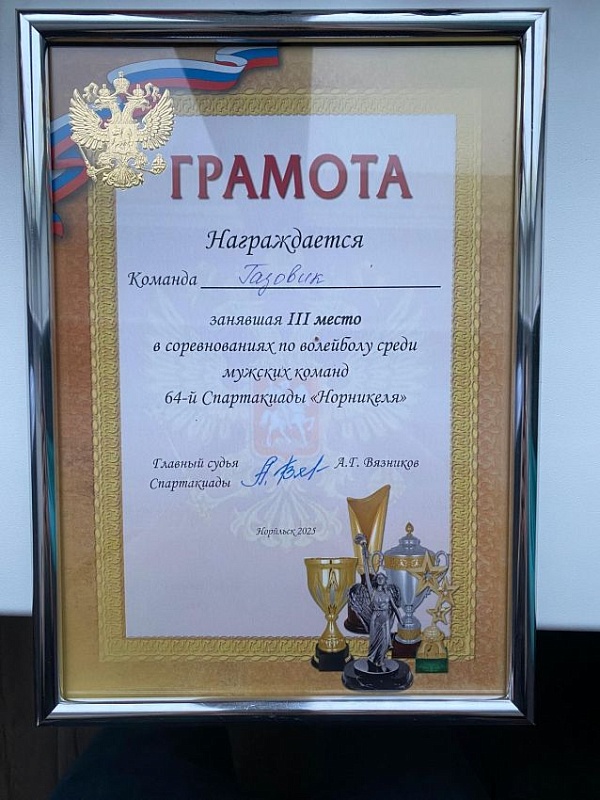 ГРАМОТА
Награждается
Команда Газовик
занявшая III место
в соревнованиях по волейболу среди
мужских команд
64-й Спартакиады «Норникеля»
Главный судья А.Г. Вязников
Спартакиады
Норильск 2025